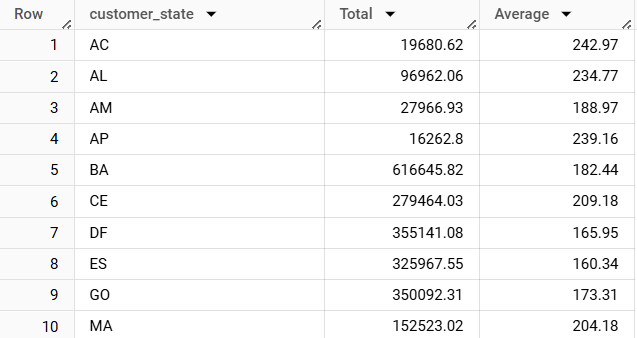 Row customer_state Total Average
1 AC 19680.62 242.97
2 AL 96962.06 234.77
3 AM 27966.93 188.97
4 AP 16262.8 239.16
5 BA 616645.82 182.44
6 CE 279464.03 209.18
7 DF 355141.08 165.95
8 ES 325967.55 160.34
9 GO 350092.31 173.31
10 MA 152523.02 204.18